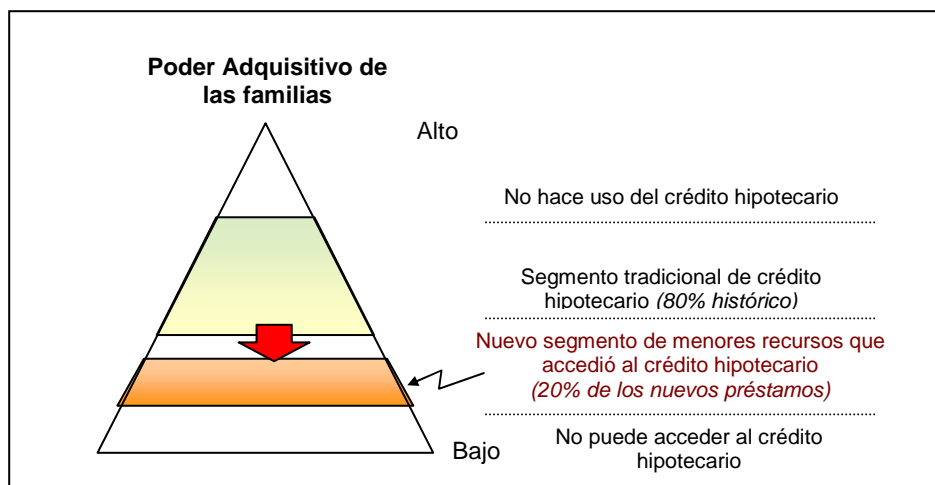 Poder Adquisitivo de
las familias
Alto
No hace uso del crédito hipotecario
Segmento tradicional de crédito
hipotecario (80% histórico)
Nuevo segmento de menores recursos que
accedió al crédito hipotecario
(20% de los nuevos préstamos)
Bajo
No puede acceder al crédito
hipotecario